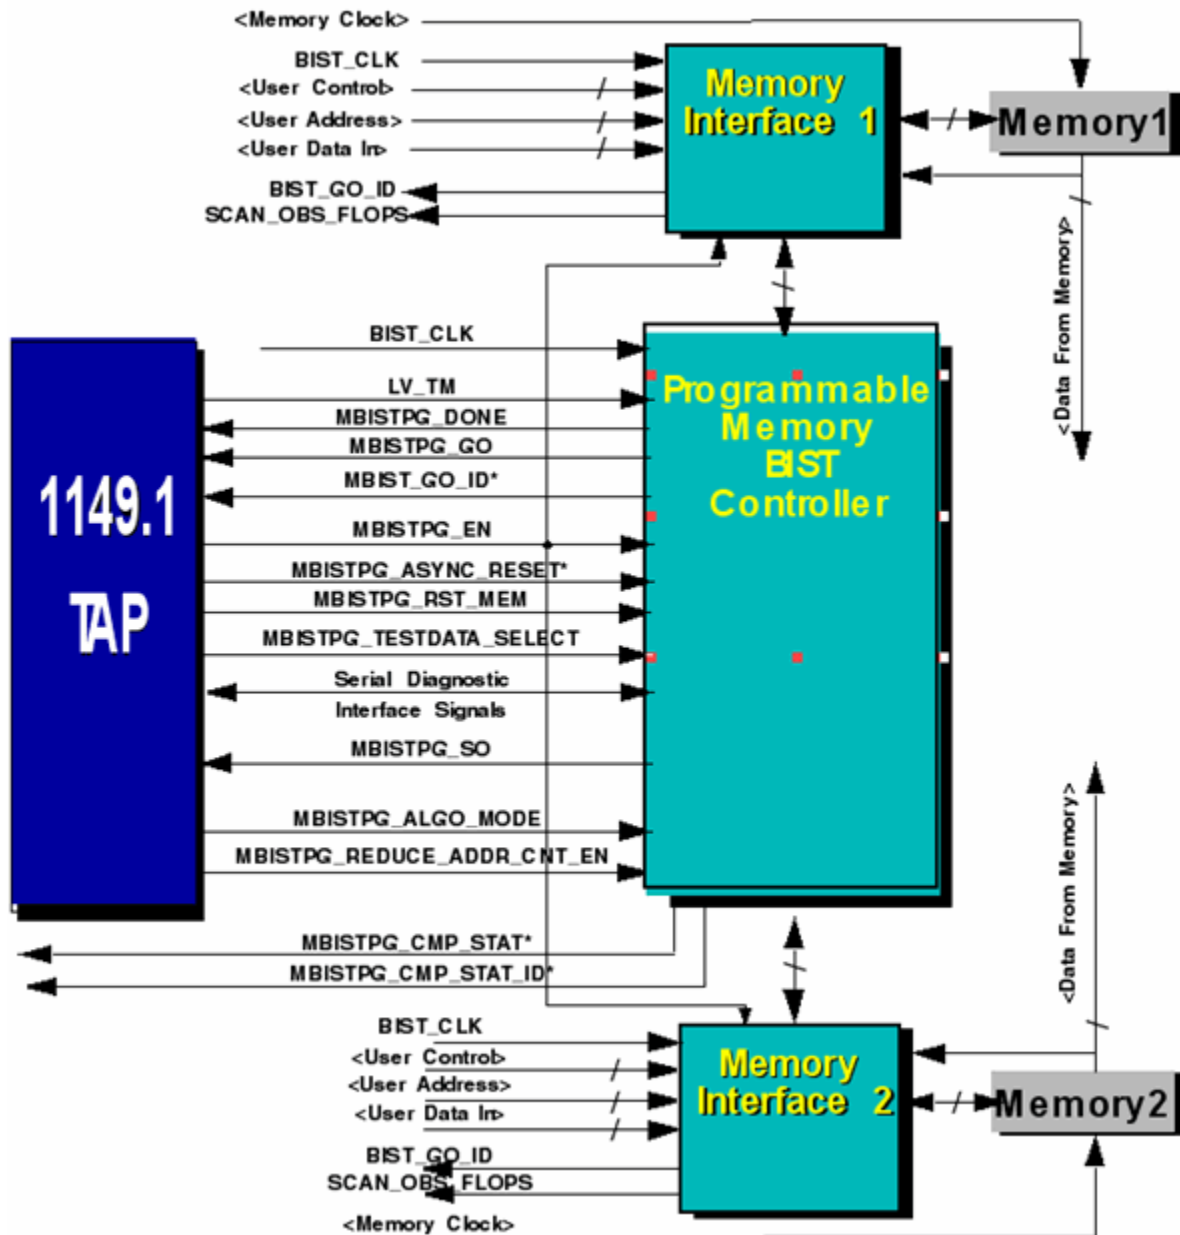 <Memory Clock>
BIST_CLK
<User Control>
<User Address>
<User Data In>
BIST_GO_ID
SCAN_OBS_FLOPS
Memory
Interface 1
Memory1
<Data From Memory>
BIST_CLK
LV_TM
MBISTPG_DONE
MBISTPG_GO
MBIST_GO_ID*
MBISTPG_EN
MBISTPG_ASYNC_RESET*
MBISTPG_RST_MEM
MBISTPG_TESTDATA_SELECT
Serial Diagnostic
Interface Signals
MBISTPG_SO
MBISTPG_ALGO_MODE
MBISTPG_REDUCE_ADDR_CNT_EN
1149.1
TAP
Programmable
Memory
BIST
Controller
MBISTPG_CMP_STAT*
MBISTPG_CMP_STAT_ID*
<Data From Memory>
BIST_CLK
<User Control>
<User Address>
<User Data In>
BIST_GO_ID
SCAN_OBS_FLOPS
<Memory Clock>
Memory
Interface 2
Memory2